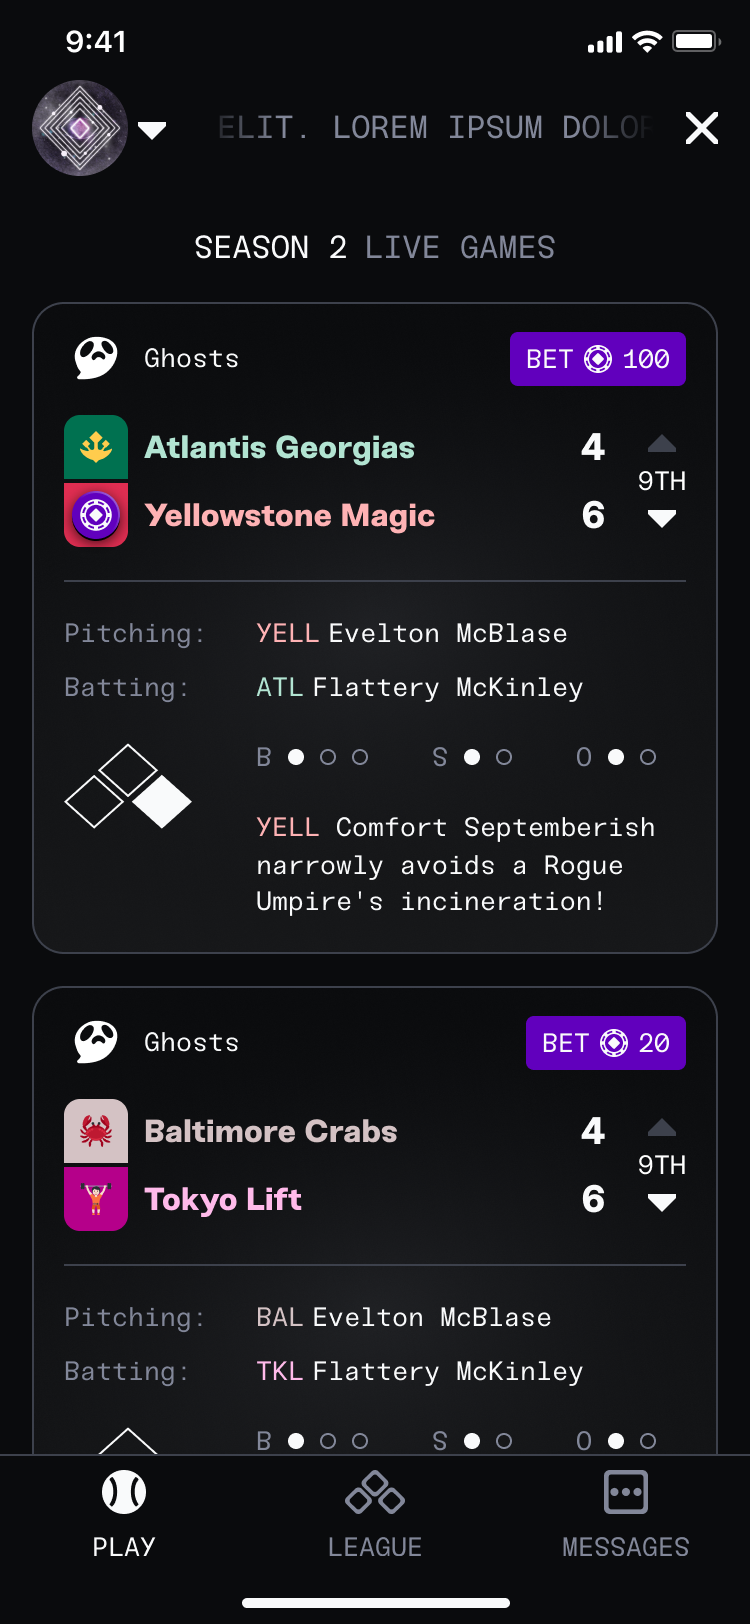 9:41
ELIT. LOREM IPSUM DOLOR
SEASON 2 LIVE GAMES
Ghosts
BET 100
Atlantis Georgias 4
9TH
Yellowstone Magic 6
Pitching: YELL Evelton McBlase
Batting: ATL Flattery McKinley
B S O
YELL Comfort Septemberish
narrowly avoids a Rogue
Umpire's incineration!
Ghosts
BET 20
Baltimore Crabs 4
9TH
Tokyo Lift 6
Pitching: BAL Evelton McBlase
Batting: TKL Flattery McKinley
B S O
PLAY LEAGUE MESSAGES